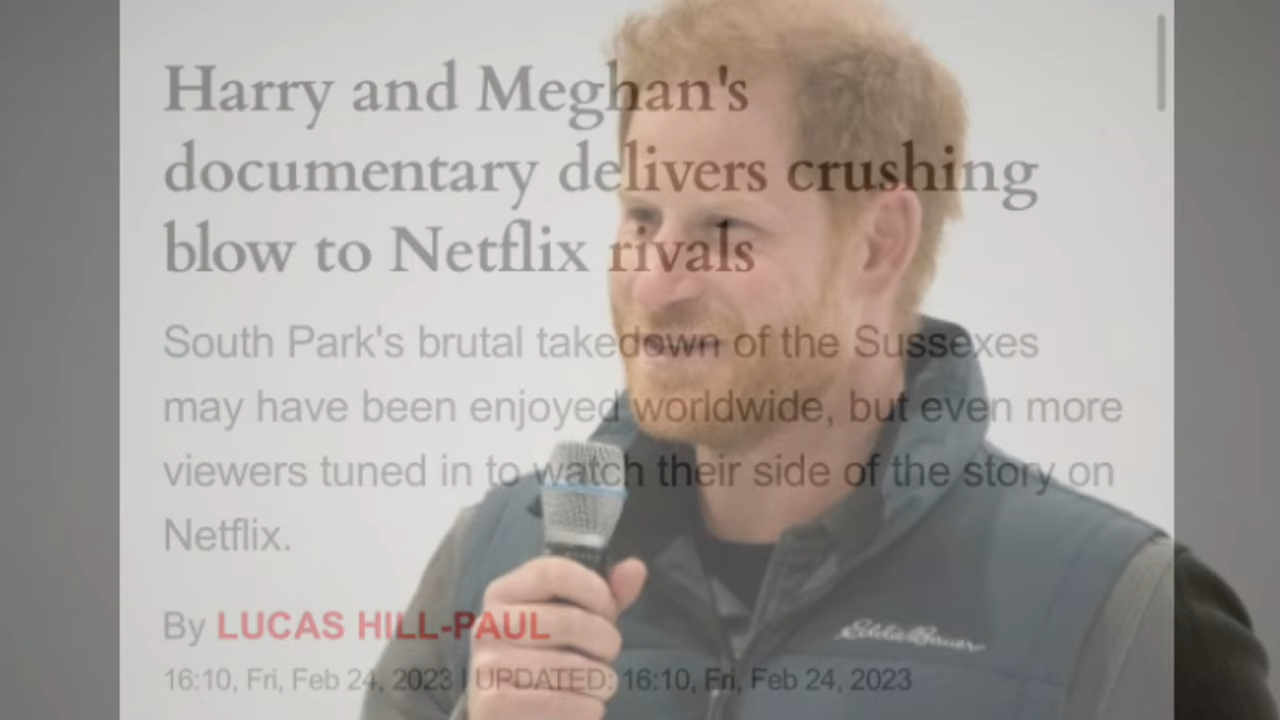 Harry and Meghan's
documentary delivers crushing
blow to Netflix rivals
South Park's brutal takedown of the Sussexes
may have been enjoyed worldwide, but even more
viewers tuned in to watch their side of the story on
Netflix.
By LUCAS HILL-PAUL
16:10, Fri, Feb 24, 2023 | UPDATED: 16:10, Fri, Feb 24, 2023
Eddie Bauer